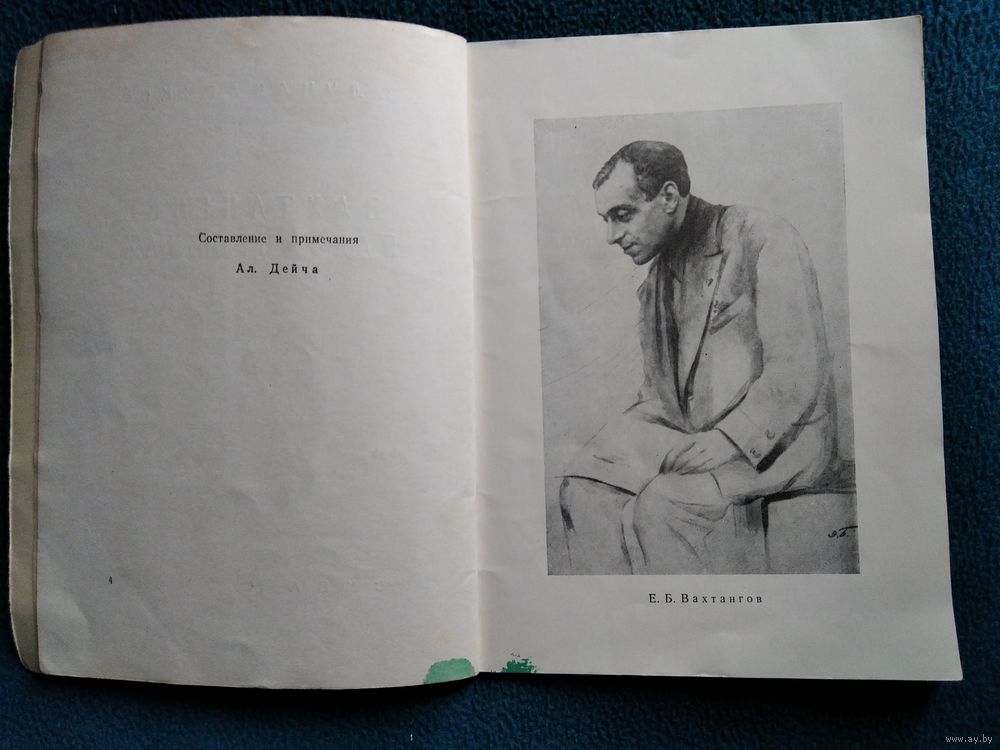 Составление и примечания
Ал. Дейча
4
Е. Б. Вахтангов
www.ay.by